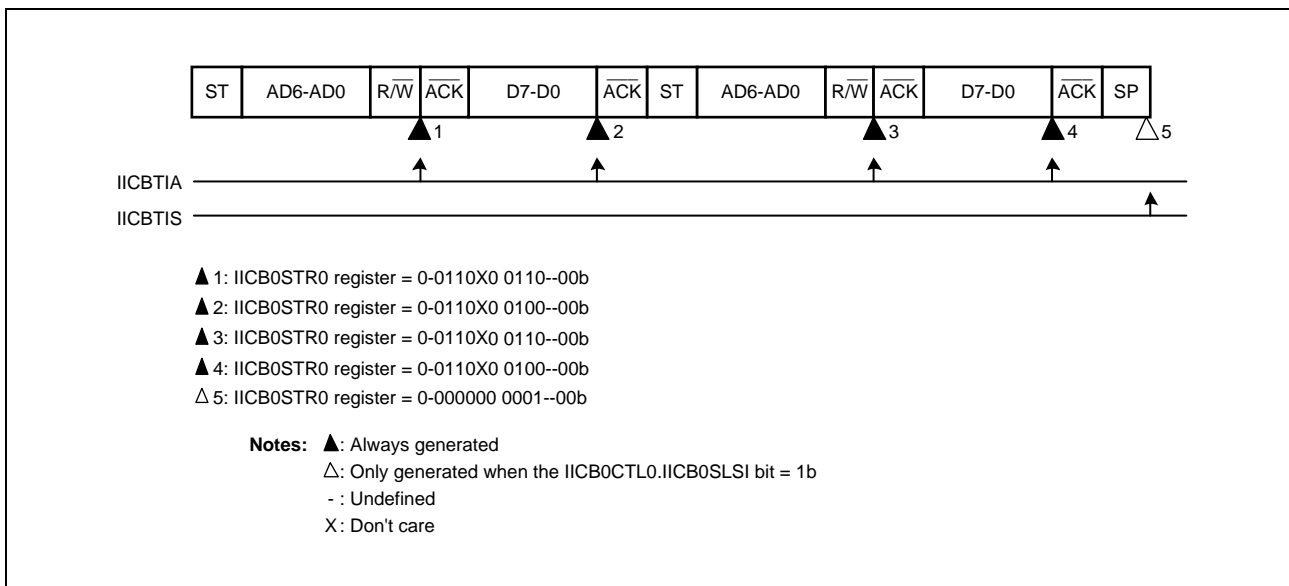 ST AD6-AD0 R/W ACK D7-D0 ACK ST AD6-AD0 R/W ACK D7-D0 ACK SP
1 2 3 4 5
IICBTIA
IICBTIS
▲ 1: IICB0STR0 register = 0-0110X0 0110--00b
▲ 2: IICB0STR0 register = 0-0110X0 0100--00b
▲ 3: IICB0STR0 register = 0-0110X0 0110--00b
▲ 4: IICB0STR0 register = 0-0110X0 0100--00b
△ 5: IICB0STR0 register = 0-000000 0001--00b
Notes: ▲: Always generated
△: Only generated when the IICB0CTL0.IICB0SLSI bit = 1b
- : Undefined
X: Don't care